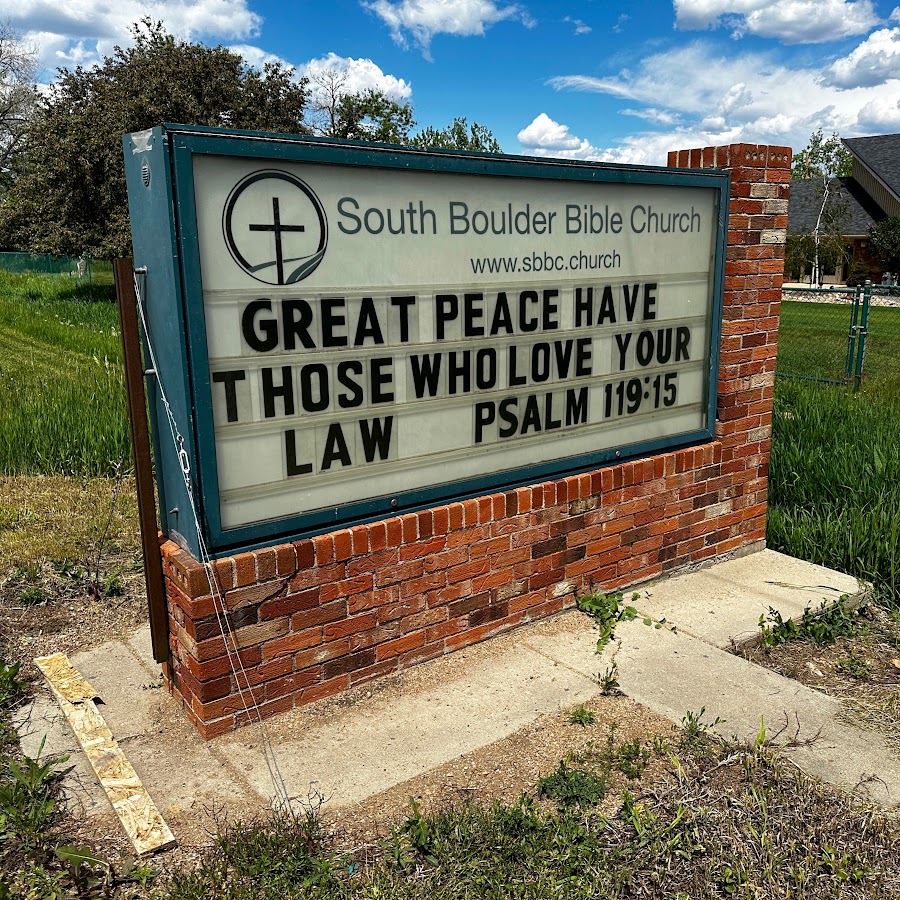 South Boulder Bible Church
www.sbbc.church
GREAT PEACE HAVE
THOSE WHO LOVE YOUR
LAW PSALM 119:15